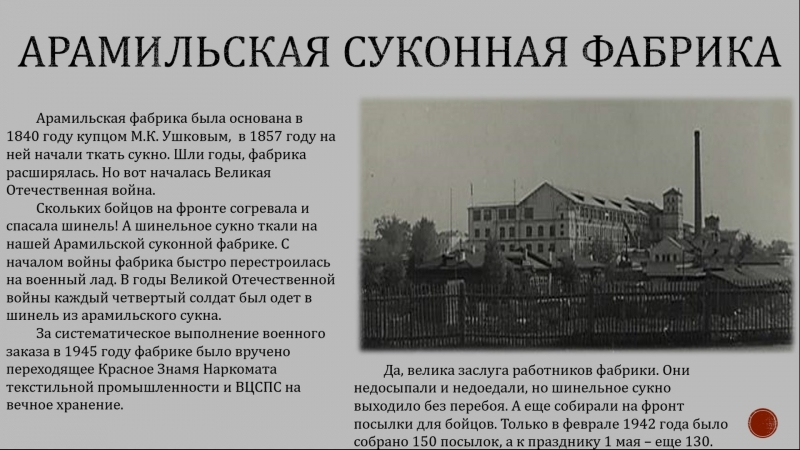 АРАМИЛЬСКАЯ СУКОННАЯ ФАБРИКА
Арамильская фабрика была основана в
1840 году купцом М.К. Ушковым, в 1857 году на
ней начали ткать сукно. Шли годы, фабрика
расширялась. Но вот началась Великая
Отечественная война.
Скольких бойцов на фронте согревала и
спасала шинель! А шинельное сукно ткали на
нашей Арамильской суконной фабрике. С
началом войны фабрика быстро перестроилась
на военный лад. В годы Великой Отечественной
войны каждый четвертый солдат был одет в
шинель из арамильского сукна.
За систематическое выполнение военного
заказа в 1945 году фабрике было вручено
переходящее Красное Знамя Наркомата
текстильной промышленности и ВЦСПС на
вечное хранение.
Да, велика заслуга работников фабрики. Они
недосыпали и недоедали, но шинельное сукно
выходило без перебоя. А еще собирали на фронт
посылки для бойцов. Только в феврале 1942 года было
собрано 150 посылок, а к празднику 1 мая – еще 130.